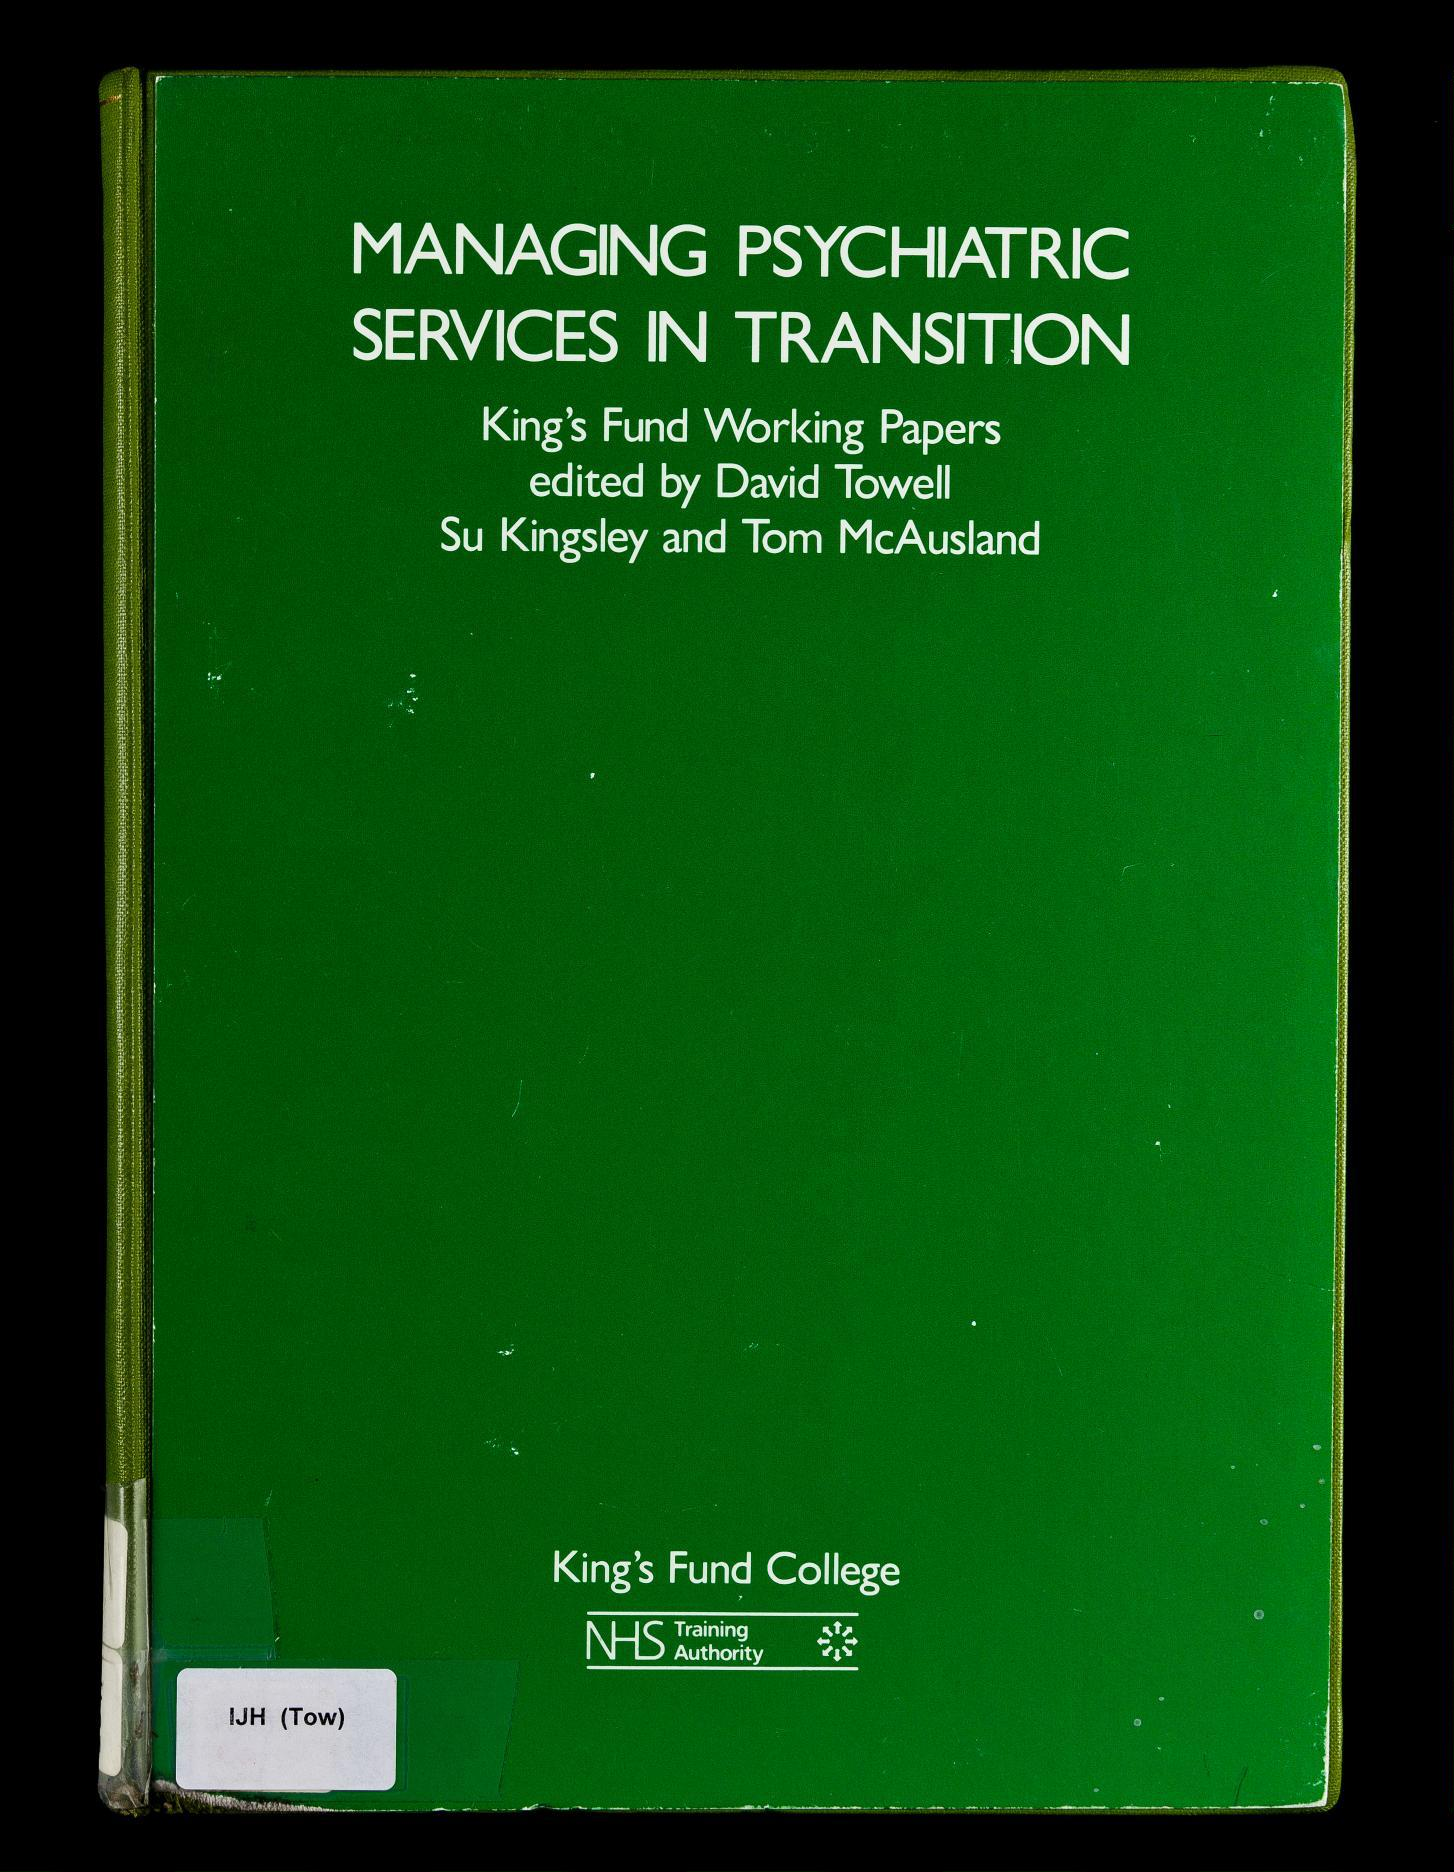 MANAGING PSYCHIATRIC
SERVICES IN TRANSITION
King's Fund Working Papers
edited by David Towell
Su Kingsley and Tom McAusland
King's Fund College
NHS Training
Authority
IJH (Tow)